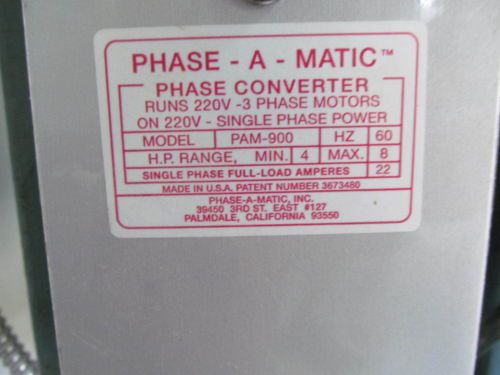 PHASE - A - MATIC™
PHASE CONVERTER
RUNS 220V -3 PHASE MOTORS
ON 220V - SINGLE PHASE POWER
MODEL PAM-900 HZ 60
H.P. RANGE, MIN. 4 MAX. 8
SINGLE PHASE FULL-LOAD AMPERES 22
MADE IN U.S.A. PATENT NUMBER 3673480
PHASE-A-MATIC, INC.
39450 3RD ST. EAST #127
PALMDALE, CALIFORNIA 93550